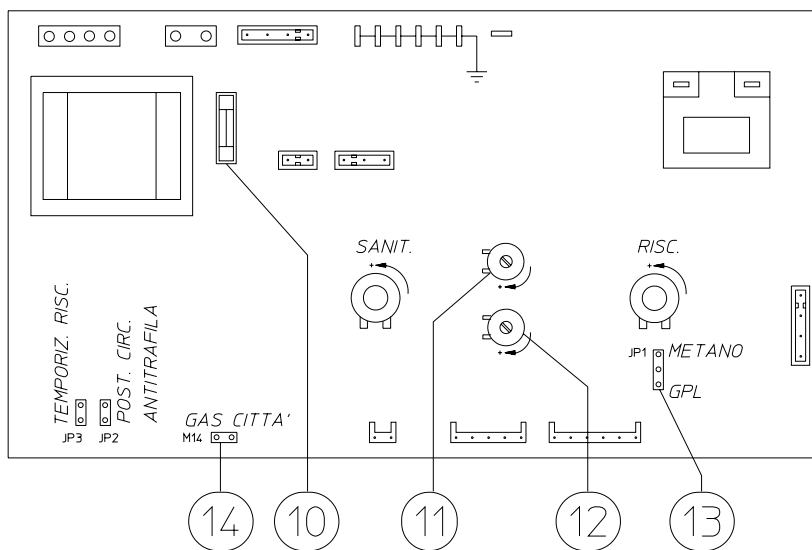 SANIT.
RISC.
+
+
+
+
TEMPORIZ. RISC.
POST. CIRC.
ANTITRAFILA
JP1
METANO
GPL
GAS CITTA'
JP3
JP2
M14
14
10
11
12
13